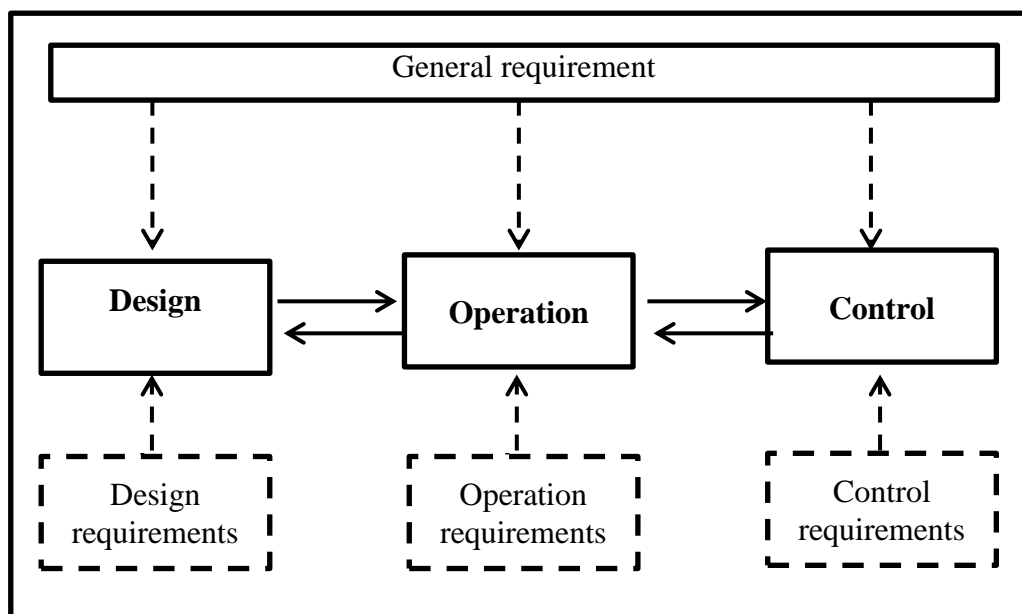 General requirement
Design
Operation
Control
Design
requirements
Operation
requirements
Control
requirements